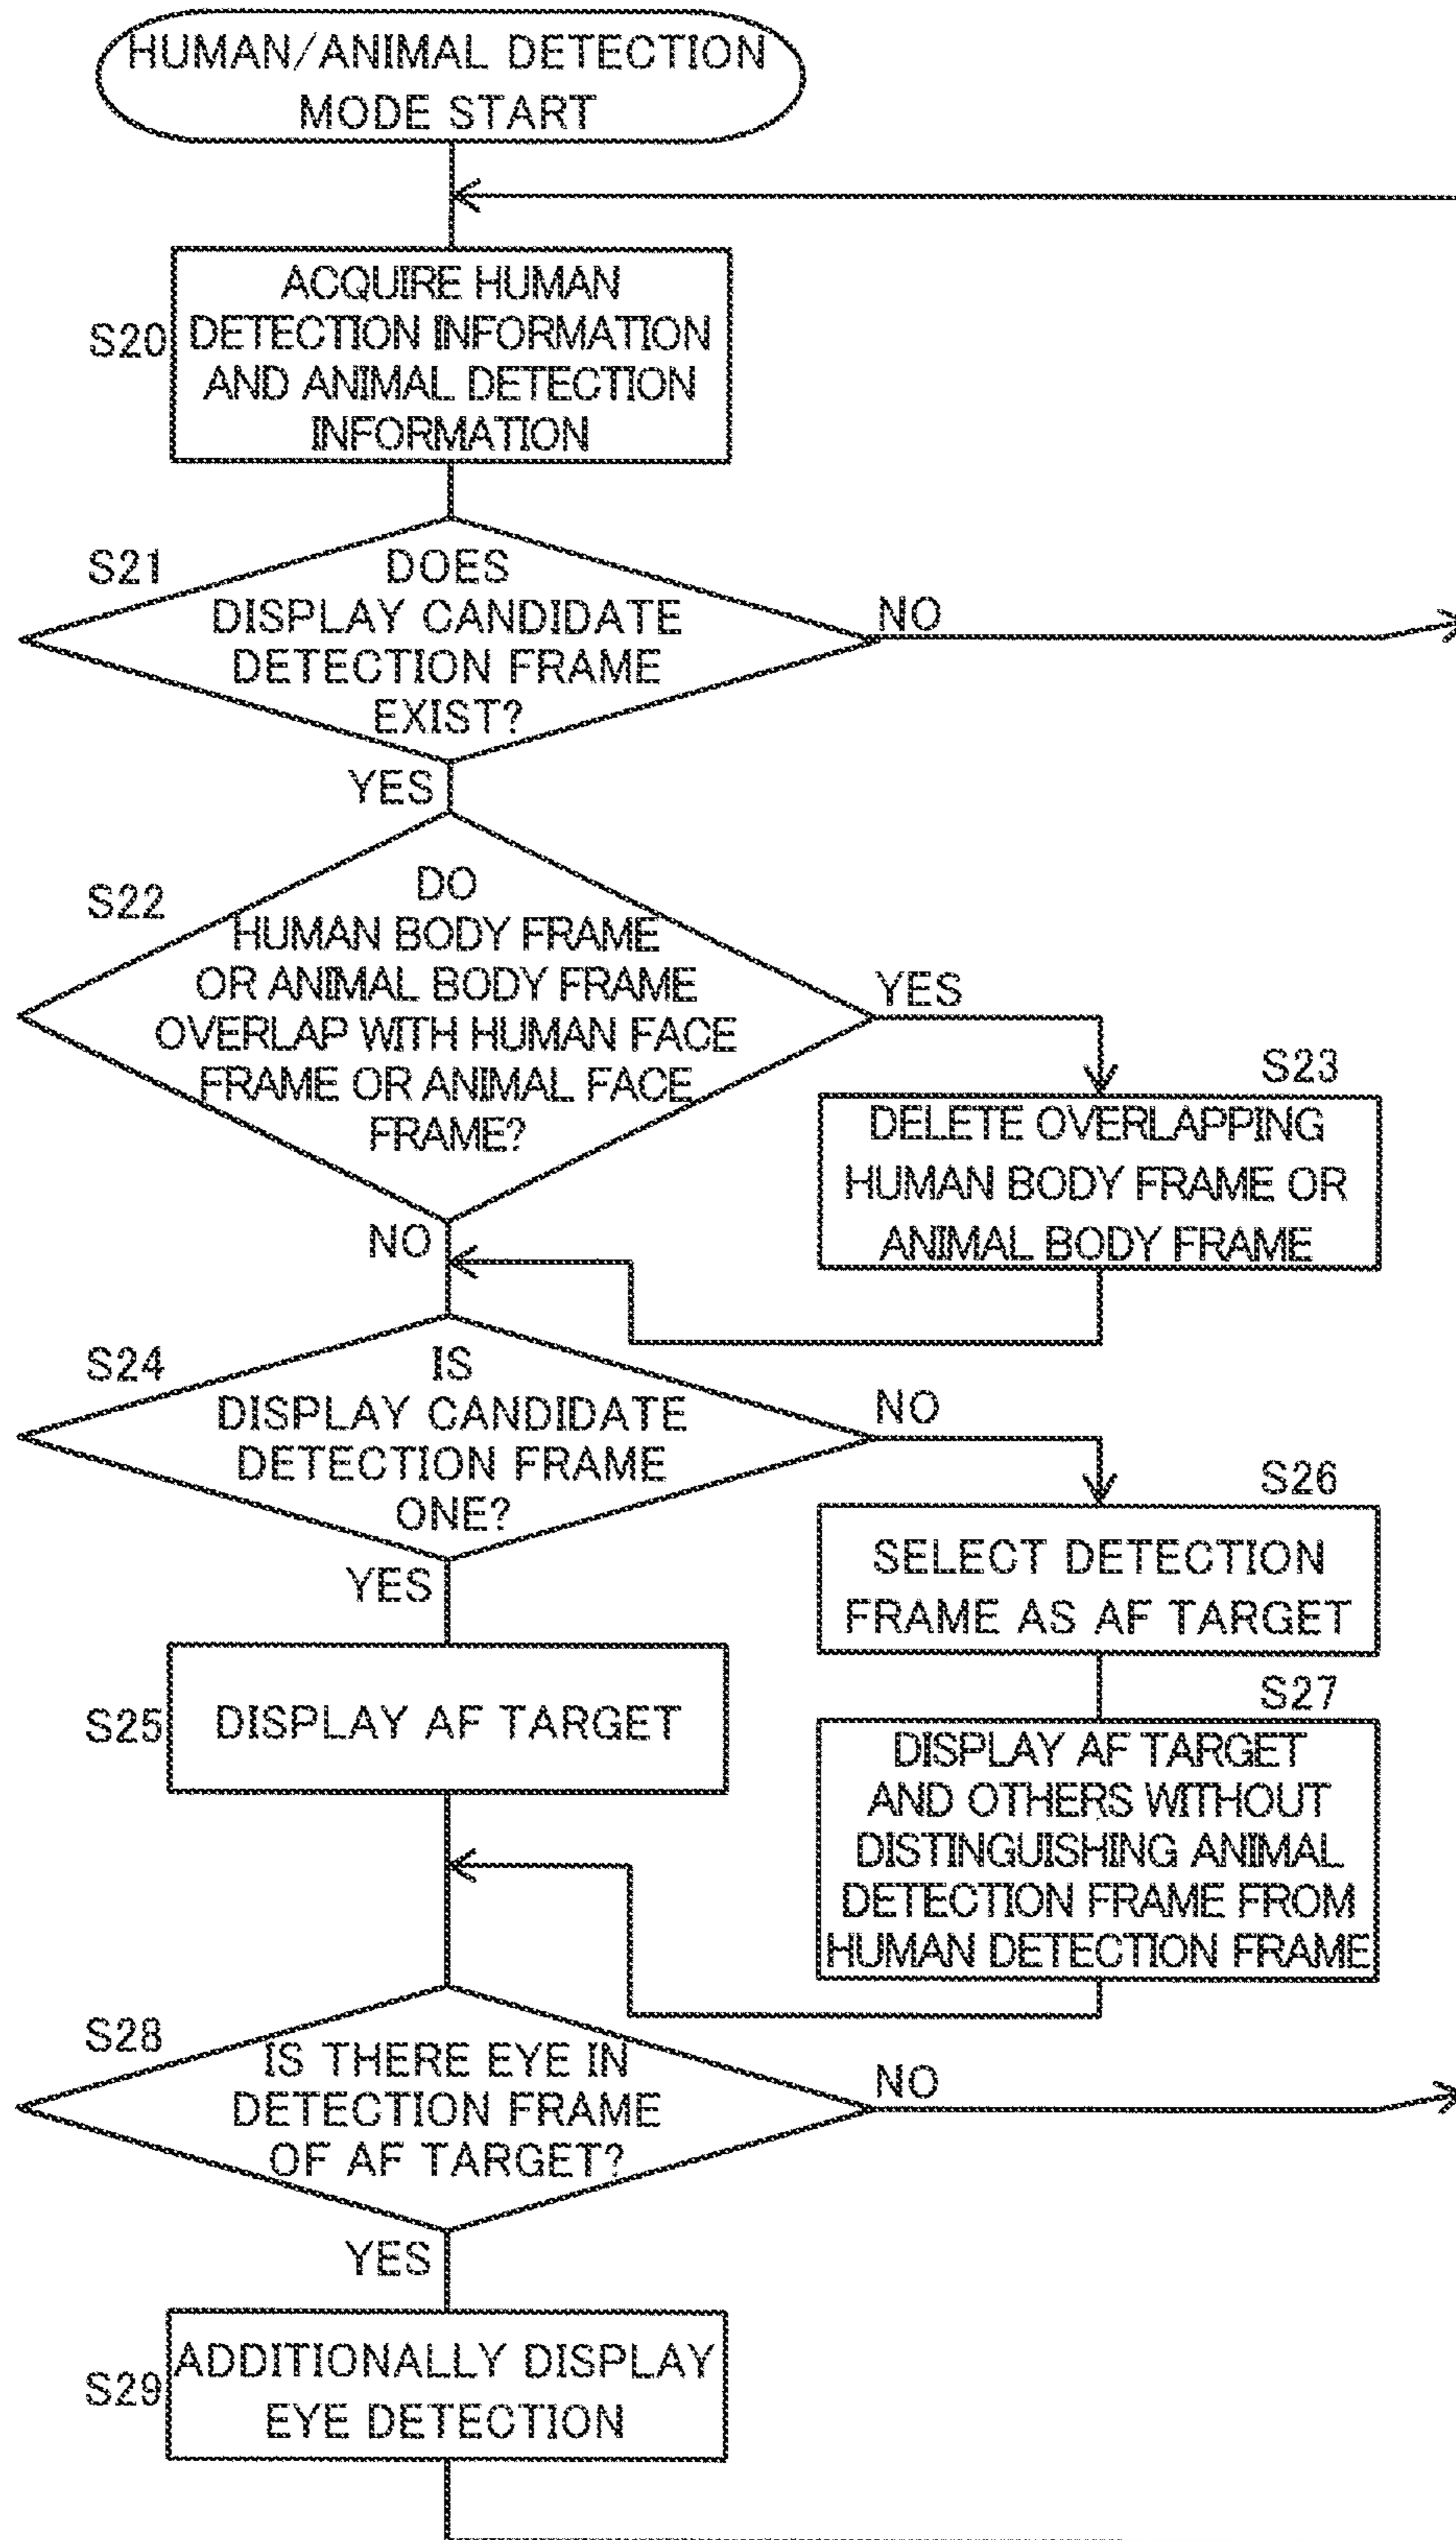 HUMAN/ANIMAL DETECTION
MODE START
S20
ACQUIRE HUMAN
DETECTION INFORMATION
AND ANIMAL DETECTION
INFORMATION
S21
DOES
DISPLAY CANDIDATE
DETECTION FRAME
EXIST?
NO
YES
S22
DO
HUMAN BODY FRAME
OR ANIMAL BODY FRAME
OVERLAP WITH HUMAN FACE
FRAME OR ANIMAL FACE
FRAME?
YES
S23
DELETE OVERLAPPING
HUMAN BODY FRAME OR
ANIMAL BODY FRAME
NO
S24
IS
DISPLAY CANDIDATE
DETECTION FRAME
ONE?
NO
S26
SELECT DETECTION
FRAME AS AF TARGET
YES
S25
DISPLAY AF TARGET
S27
DISPLAY AF TARGET
AND OTHERS WITHOUT
DISTINGUISHING ANIMAL
DETECTION FRAME FROM
HUMAN DETECTION FRAME
S28
IS THERE EYE IN
DETECTION FRAME
OF AF TARGET?
NO
YES
S29
ADDITIONALLY DISPLAY
EYE DETECTION